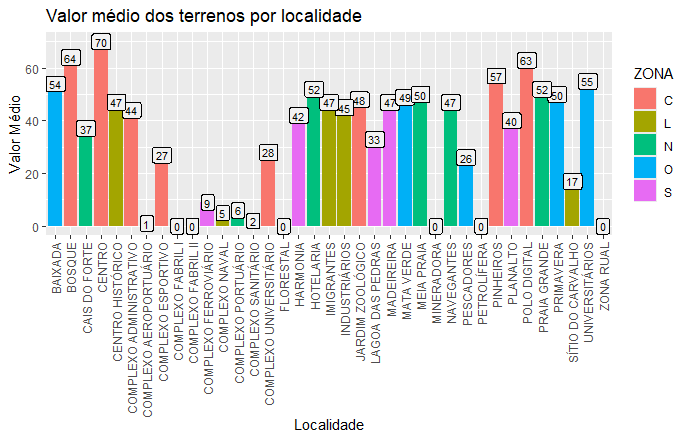 Valor médio dos terrenos por localidade
Valor Médio
60
40
20
0
54
64
37
70
47
44
1
27
0
0
9
5
6
2
28
0
42
52
47
45
48
33
47
49
50
0
47
26
0
57
40
63
52
50
17
55
0
BAIXADA
BOSQUE
CAIS DO FORTE
CENTRO
CENTRO HISTÓRICO
COMPLEXO ADMINISTRATIVO
COMPLEXO AEROPORTUÁRIO
COMPLEXO ESPORTIVO
COMPLEXO FABRIL I
COMPLEXO FABRIL II
COMPLEXO FERROVIÁRIO
COMPLEXO NAVAL
COMPLEXO PORTUÁRIO
COMPLEXO SANITÁRIO
COMPLEXO UNIVERSITÁRIO
FLORESTAL
HARMONIA
HOTELARIA
IMIGRANTES
INDUSTRIÁRIOS
JARDIM ZOOLÓGICO
LAGOA DAS PEDRAS
MADEIREIRA
MATA VERDE
MEIA PRAIA
MINERADORA
NAVEGANTES
PESCADORES
PETROLÍFERA
PINHEIROS
PLANALTO
POLO DIGITAL
PRAIA GRANDE
PRIMAVERA
SÍTIO DO CARVALHO
UNIVERSITÁRIOS
ZONA RUAL
Localidade
ZONA
C
L
N
O
S